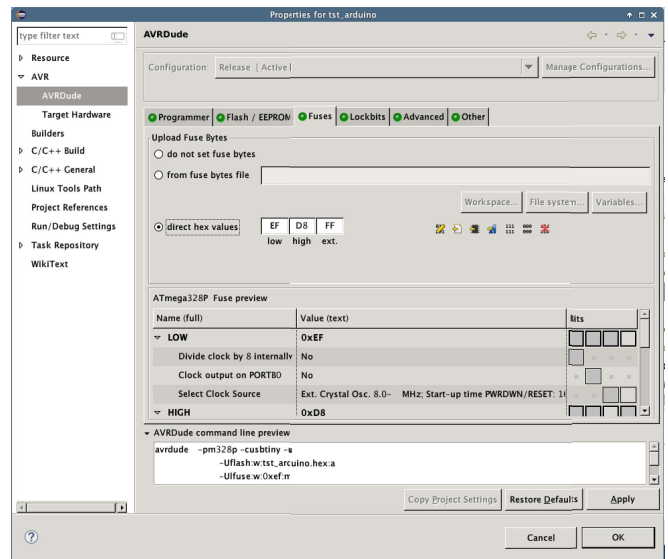 Properties for tst_arduino
type filter text
Resource
AVR
AVRDude
Target Hardware
Builders
C/C++ Build
C/C++ General
Linux Tools Path
Project References
Run/Debug Settings
Task Repository
WikiText
AVRDude
Configuration: Release [ Active ] Manage Configurations...
Programmer Flash / EEPROM Fuses Lockbits Advanced Other
Upload Fuse Bytes
do not set fuse bytes
from fuse bytes file
Workspace... File system... Variables...
direct hex values EF D8 FF
low high ext.
ATmega328P Fuse preview
Name (full) Value (text) Bits
LOW 0xEF
Divide clock by 8 internally No
Clock output on PORTB0 No
Select Clock Source Ext. Crystal Osc. 8.0- MHz; Start-up time PWRDWN/RESET: 16
HIGH 0xD8
AVRDude command line preview
avrdude -pm328p -cusbtiny -u
-Uflash:w:tst_arduino.hex:a
-Ulfuse:w:0xef:m
Copy Project Settings Restore Defaults Apply
Cancel OK